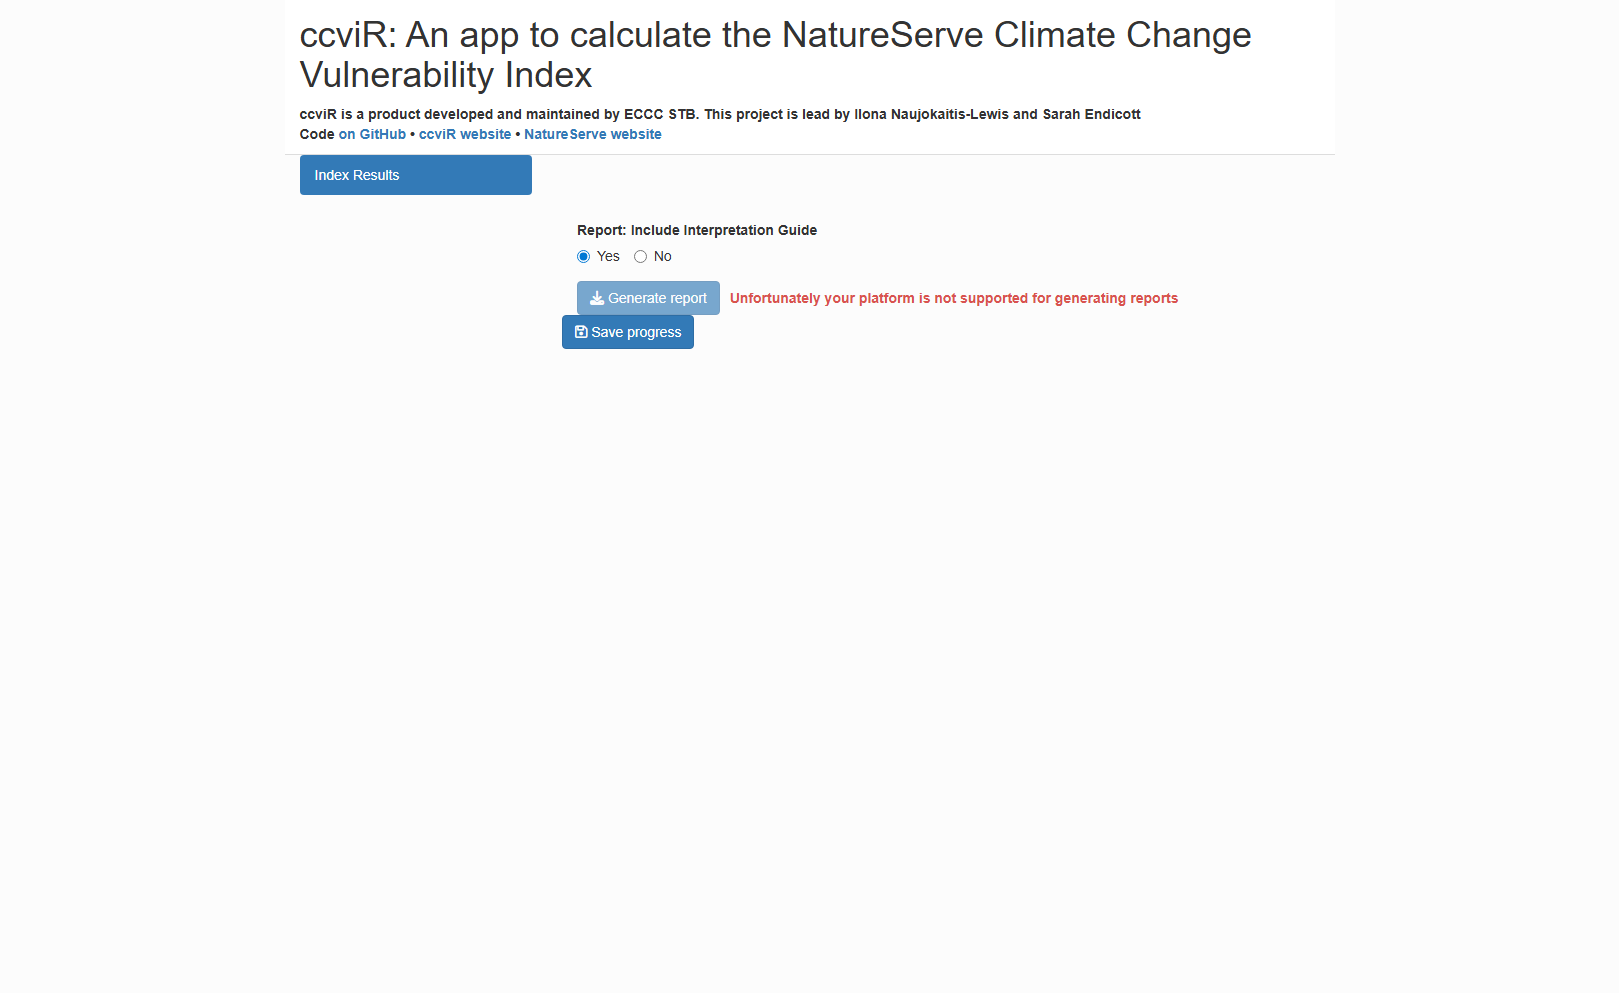 ccviR: An app to calculate the NatureServe Climate Change
Vulnerability Index
ccviR is a product developed and maintained by ECCC STB. This project is lead by Ilona Naujokaitis-Lewis and Sarah Endicott
Code on GitHub • ccviR website • NatureServe website
Index Results
Report: Include Interpretation Guide
Yes No
Generate report Unfortunately your platform is not supported for generating reports
Save progress